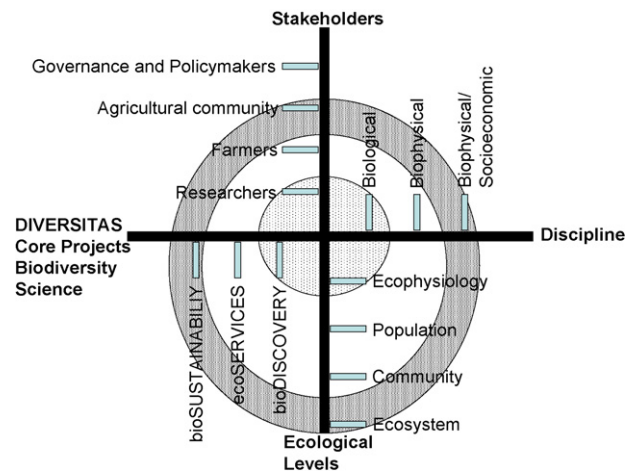 Stakeholders
Governance and Policymakers
Agricultural community
Farmers
Researchers
Biological
Biophysical
Biophysical/
Socioeconomic
DIVERSITAS
Core Projects
Biodiversity
Science
Discipline
bioSUSTAINABILIY
ecoSERVICES
bioDISCOVERY
Ecophysiology
Population
Community
Ecosystem
Ecological
Levels